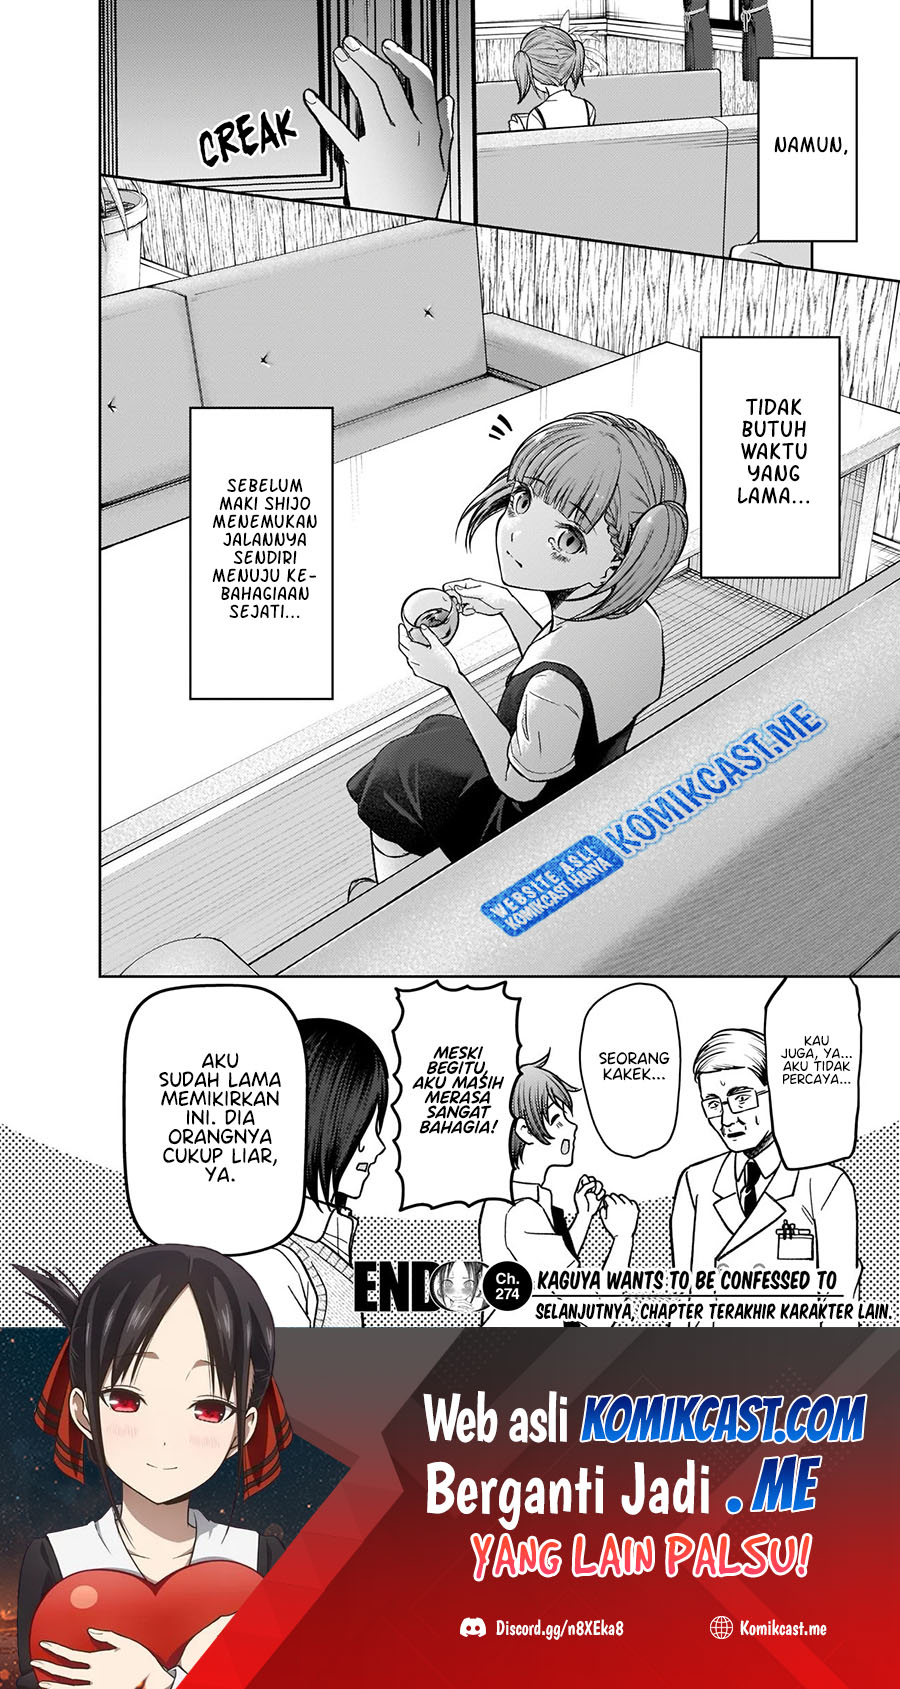 NAMUN,
CREAK
TIDAK
BUTUH
WAKTU
YANG
LAMA...
SEBELUM
MAKI SHIJO
MENEMUKAN
JALANNYA
SENDIRI
MENUJU KE-
BAHAGIAAN
SEJATI...
WEBSITE ASLI
KOMIKCAST HANYA
KOMIKCAST.ME
KAU
JUGA, YA...
AKU TIDAK
PERCAYA...
SEORANG
KAKEK...
MESKI
BEGITU,
AKU MASIH
MERASA
SANGAT
BAHAGIA!
AKU
SUDAH LAMA
MEMIKIRKAN
INI. DIA
ORANGNYA
CUKUP LIAR,
YA.
END
Ch.
274
KAGUYA WANTS TO BE CONFESSED TO
SELANJUTNYA, CHAPTER TERAKHIR KARAKTER LAIN.
Web asli KOMIKCAST.COM
Berganti Jadi .ME
YANG LAIN PALSU!
Discord.gg/n8XEka8
Komikcast.me